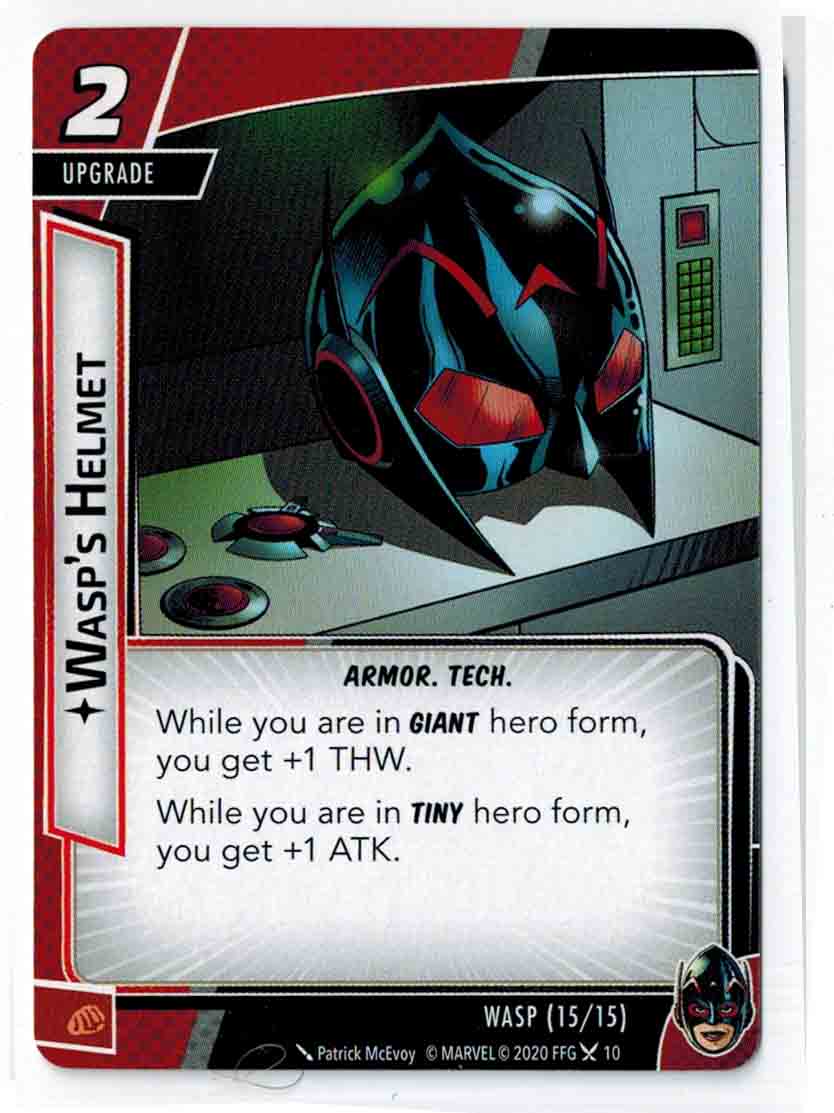 2
UPGRADE
WASP'S HELMET
ARMOR. TECH.
While you are in GIANT hero form,
you get +1 THW.
While you are in TINY hero form,
you get +1 ATK.
WASP (15/15)
Patrick McEvoy © MARVEL © 2020 FFG 10